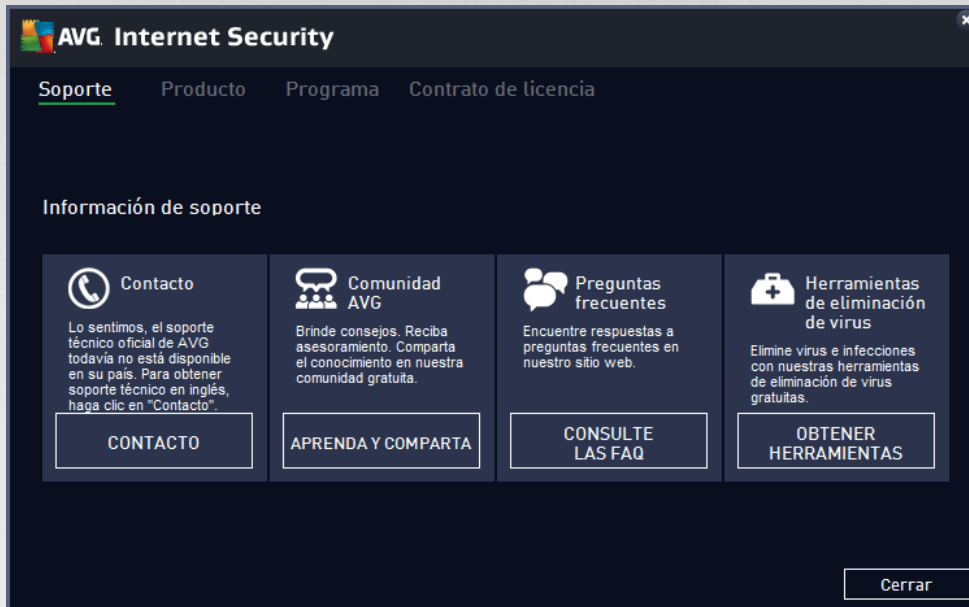 AVG Internet Security
Soporte Producto Programa Contrato de licencia
Información de soporte
Contacto
Lo sentimos, el soporte
técnico oficial de AVG
todavía no está disponible
en su país. Para obtener
soporte técnico en inglés,
haga clic en "Contacto".
CONTACTO
Comunidad
AVG
Brinde consejos. Reciba
asesoramiento. Comparta
el conocimiento en nuestra
comunidad gratuita.
APRENDA Y COMPARTA
Preguntas
frecuentes
Encuentre respuestas a
preguntas frecuentes en
nuestro sitio web.
CONSULTE
LAS FAQ
Herramientas
de eliminación
de virus
Elimine virus e infecciones
con nuestras herramientas
de eliminación de virus
gratuitas.
OBTENER
HERRAMIENTAS
Cerrar